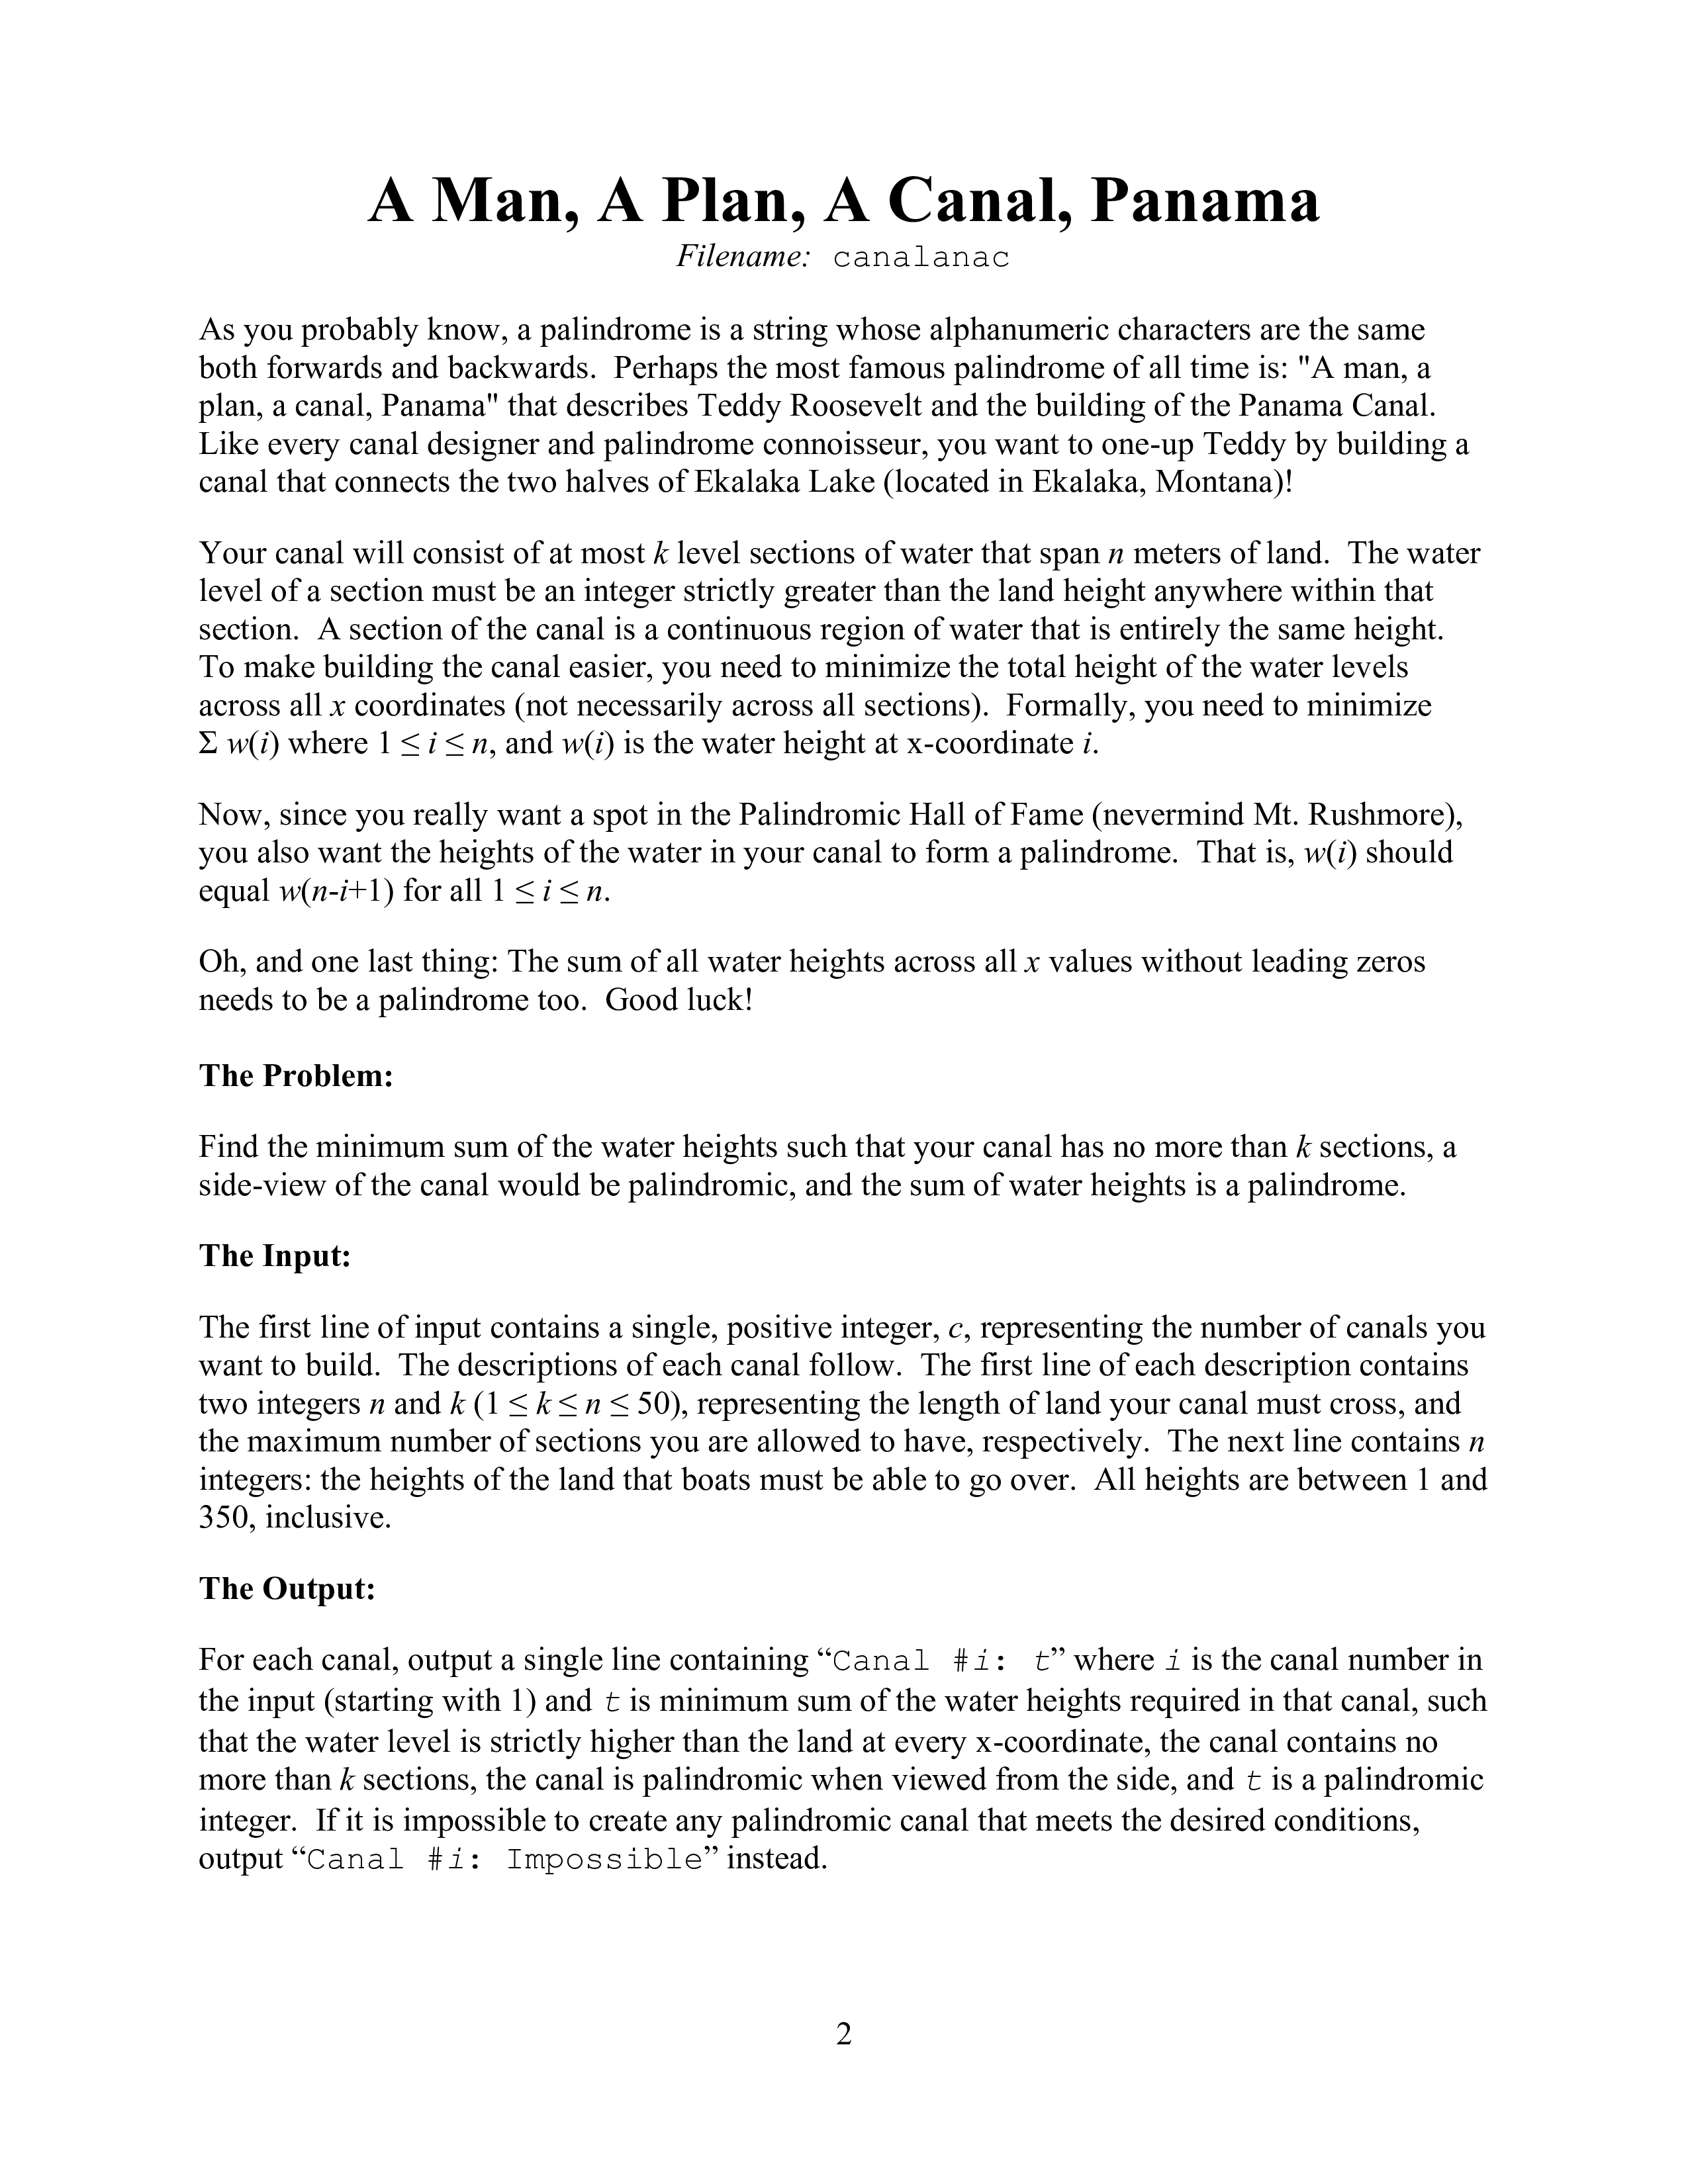 A Man, A Plan, A Canal, Panama
Filename: canalanac
As you probably know, a palindrome is a string whose alphanumeric characters are the same
both forwards and backwards. Perhaps the most famous palindrome of all time is: "A man, a
plan, a canal, Panama" that describes Teddy Roosevelt and the building of the Panama Canal.
Like every canal designer and palindrome connoisseur, you want to one-up Teddy by building a
canal that connects the two halves of Ekalaka Lake (located in Ekalaka, Montana)!
Your canal will consist of at most k level sections of water that span n meters of land. The water
level of a section must be an integer strictly greater than the land height anywhere within that
section. A section of the canal is a continuous region of water that is entirely the same height.
To make building the canal easier, you need to minimize the total height of the water levels
across all x coordinates (not necessarily across all sections). Formally, you need to minimize
Σ w(i) where 1 ≤ i ≤ n, and w(i) is the water height at x-coordinate i.
Now, since you really want a spot in the Palindromic Hall of Fame (nevermind Mt. Rushmore),
you also want the heights of the water in your canal to form a palindrome. That is, w(i) should
equal w(n-i+1) for all 1 ≤ i ≤ n.
Oh, and one last thing: The sum of all water heights across all x values without leading zeros
needs to be a palindrome too. Good luck!
The Problem:
Find the minimum sum of the water heights such that your canal has no more than k sections, a
side-view of the canal would be palindromic, and the sum of water heights is a palindrome.
The Input:
The first line of input contains a single, positive integer, c, representing the number of canals you
want to build. The descriptions of each canal follow. The first line of each description contains
two integers n and k (1 ≤ k ≤ n ≤ 50), representing the length of land your canal must cross, and
the maximum number of sections you are allowed to have, respectively. The next line contains n
integers: the heights of the land that boats must be able to go over. All heights are between 1 and
350, inclusive.
The Output:
For each canal, output a single line containing “Canal #i: t” where i is the canal number in
the input (starting with 1) and t is minimum sum of the water heights required in that canal, such
that the water level is strictly higher than the land at every x-coordinate, the canal contains no
more than k sections, the canal is palindromic when viewed from the side, and t is a palindromic
integer. If it is impossible to create any palindromic canal that meets the desired conditions,
output “Canal #i: Impossible” instead.
2